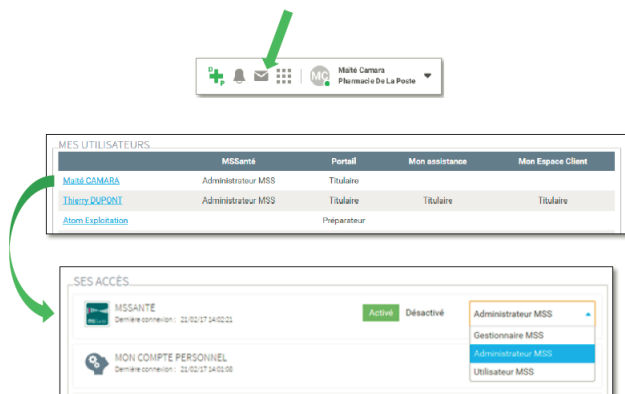 D
P
MC
Maité Camara
Pharmacie De La Poste
MES UTILISATEURS
MSSanté Portail Mon assistance Mon Espace Client
Maité CAMARA Administrateur MSS Titulaire
Thierry DUPONT Administrateur MSS Titulaire Titulaire Titulaire
Atom Exploitation Préparateur
SES ACCÈS
MSSANTÉ
Dernière connexion : 21/02/17 14:02:21
Activé Désactivé
Administrateur MSS
Gestionnaire MSS
Administrateur MSS
Utilisateur MSS
MON COMPTE PERSONNEL
Dernière connexion : 21/02/17 14:01:08